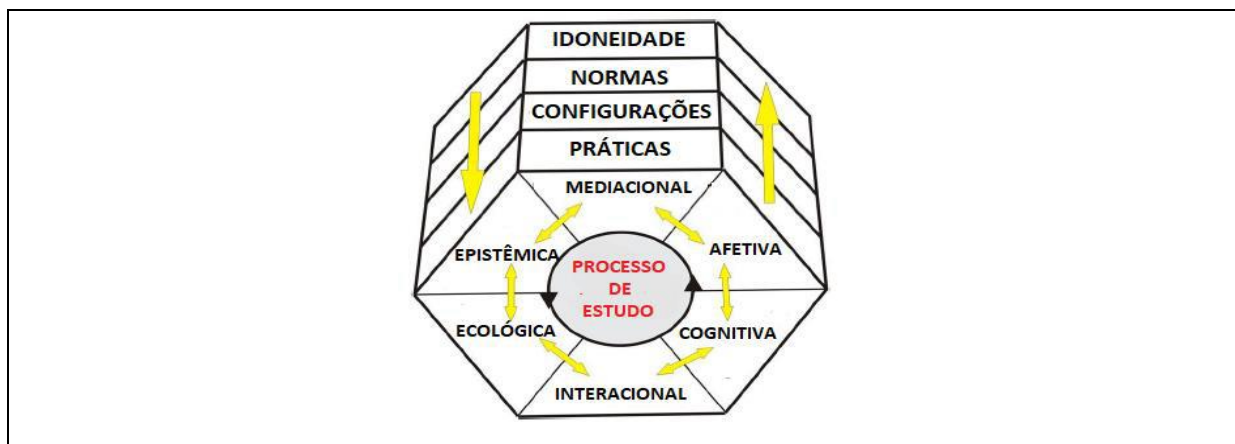 IDONEIDADE
NORMAS
CONFIGURAÇÕES
PRÁTICAS
MEDIACIONAL
EPISTÊMICA
AFETIVA
PROCESSO
DE
ESTUDO
ECOLÓGICA
COGNITIVA
INTERACIONAL